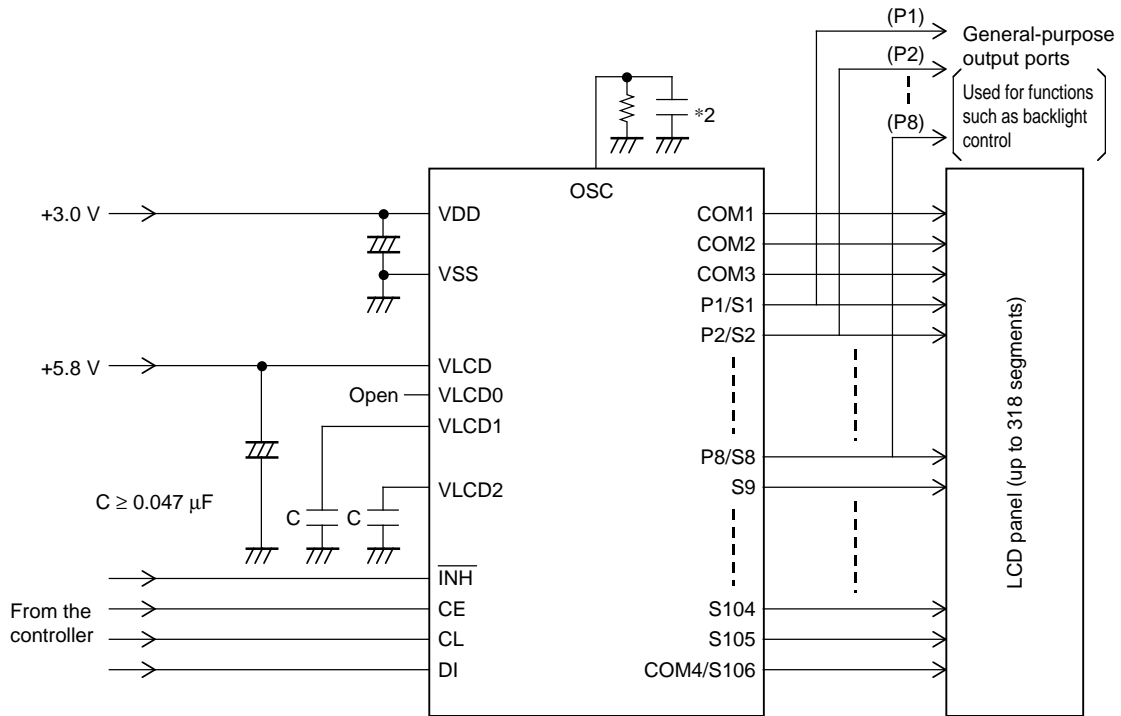 (P1)
General-purpose
output ports
(P2)
Used for functions
such as backlight
control
(P8)
*2
OSC
+3.0 V
VDD
VSS
+5.8 V
VLCD
Open
VLCD0
VLCD1
VLCD2
C ≥ 0.047 µF
C
C
INH
From the
controller
CE
CL
DI
COM1
COM2
COM3
P1/S1
P2/S2
P8/S8
S9
S104
S105
COM4/S106
LCD panel (up to 318 segments)